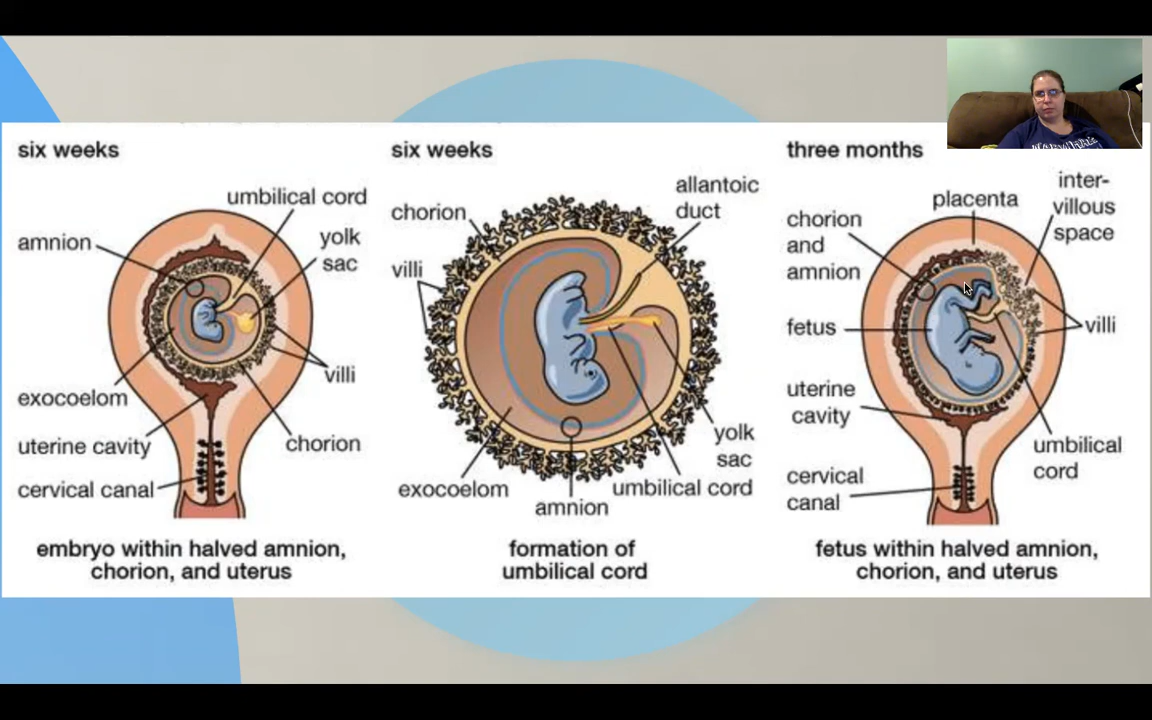 six weeks
umbilical cord
amnion
yolk
sac
villi
exocoelom
uterine cavity
chorion
cervical canal
embryo within halved amnion,
chorion, and uterus
six weeks
allantoic
duct
chorion
villi
yolk
sac
exocoelom
umbilical cord
amnion
formation of
umbilical cord
three months
inter-
villous
space
placenta
chorion
and
amnion
fetus
villi
uterine
cavity
umbilical
cord
cervical
canal
fetus within halved amnion,
chorion, and uterus